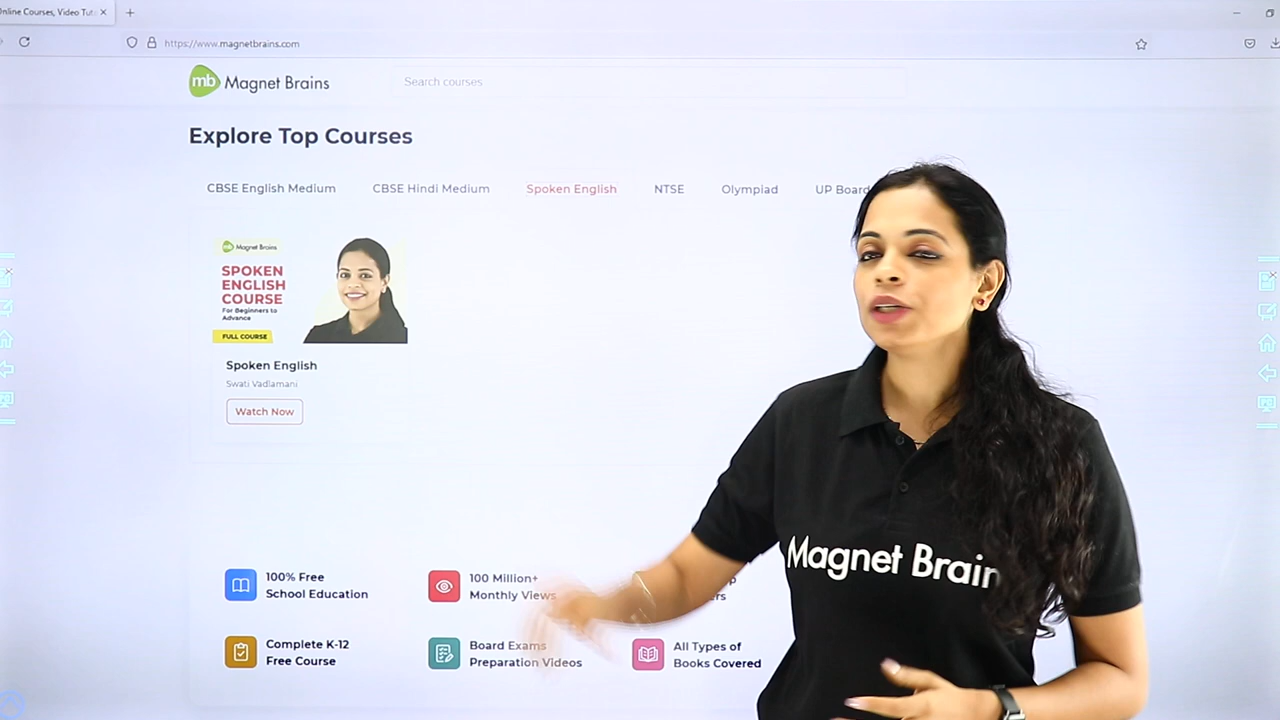 Online Courses, Video Tut
https://www.magnetbrains.com
mb Magnet Brains
Search courses
Explore Top Courses
CBSE English Medium
CBSE Hindi Medium
Spoken English
NTSE
Olympiad
UP Board
mb Magnet Brains
SPOKEN
ENGLISH
COURSE
For Beginners to
Advance
FULL COURSE
Spoken English
Swati Vadlamani
Watch Now
Magnet Brain
100% Free
School Education
100 Million+
Monthly Views
Complete K-12
Free Course
Board Exams
Preparation Videos
All Types of
Books Covered